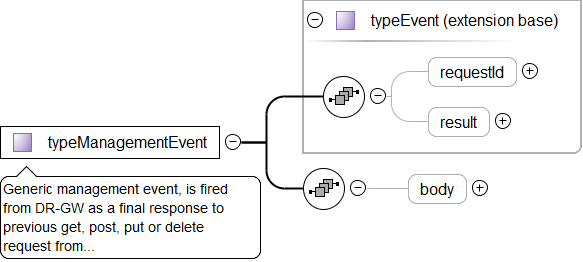 typeEvent (extension base)
requestId
result
typeManagementEvent
Generic management event, is fired
from DR-GW as a final response to
previous get, post, put or delete
request from...
body